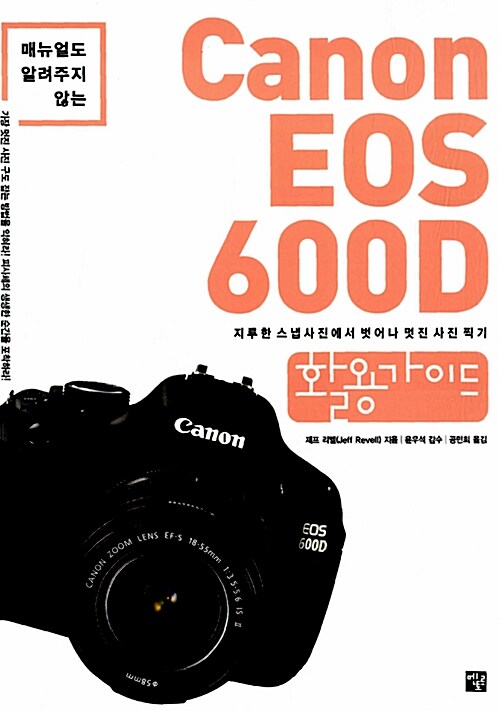 매뉴얼도
알려주지
않는
Canon
EOS
600D
지루한 스냅사진에서 벗어나 멋진 사진 찍기
활용가이드
제프 리벨(Jeff Revell) 지음 | 윤우석 감수 | 공민희 옮김
가장 멋진 사진 구도 잡는 방법을 익혀라! 피사체의 생생한 순간을 포착하라!
Canon
EOS
600D
CANON ZOOM LENS EF-S 18-55mm 1:3.5-5.6 IS II
ø58mm
에이콘